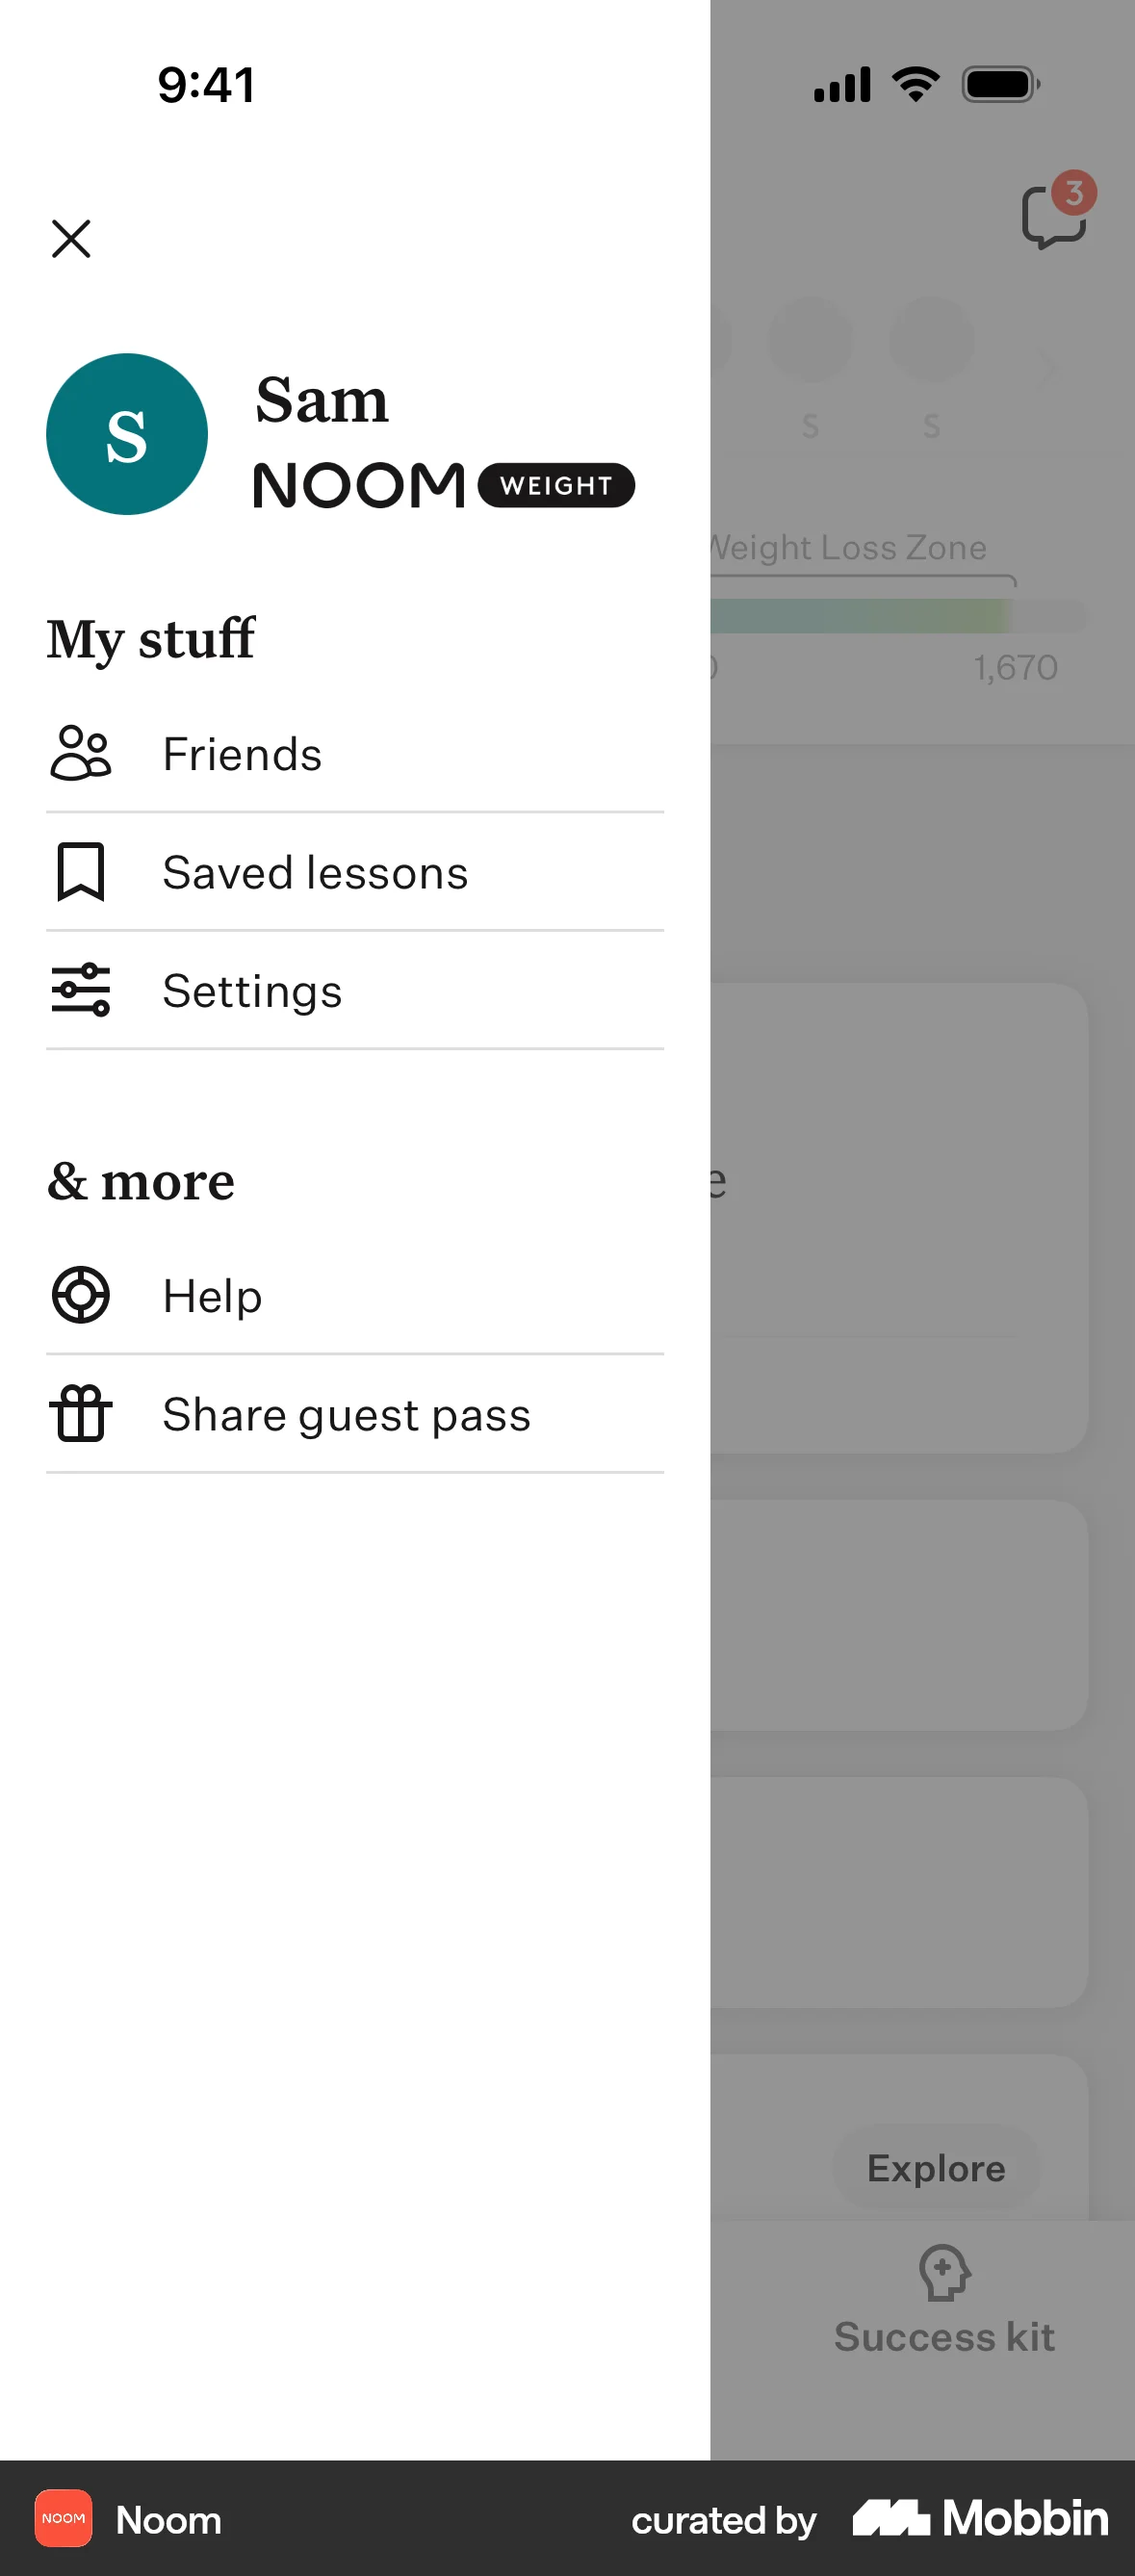 9:41
3
S
Sam
NOOM WEIGHT
S S
Weight Loss Zone
1,670
My stuff
Friends
Saved lessons
Settings
& more
Help
Share guest pass
Explore
Success kit
NOOM
Noom
curated by
Mobbin